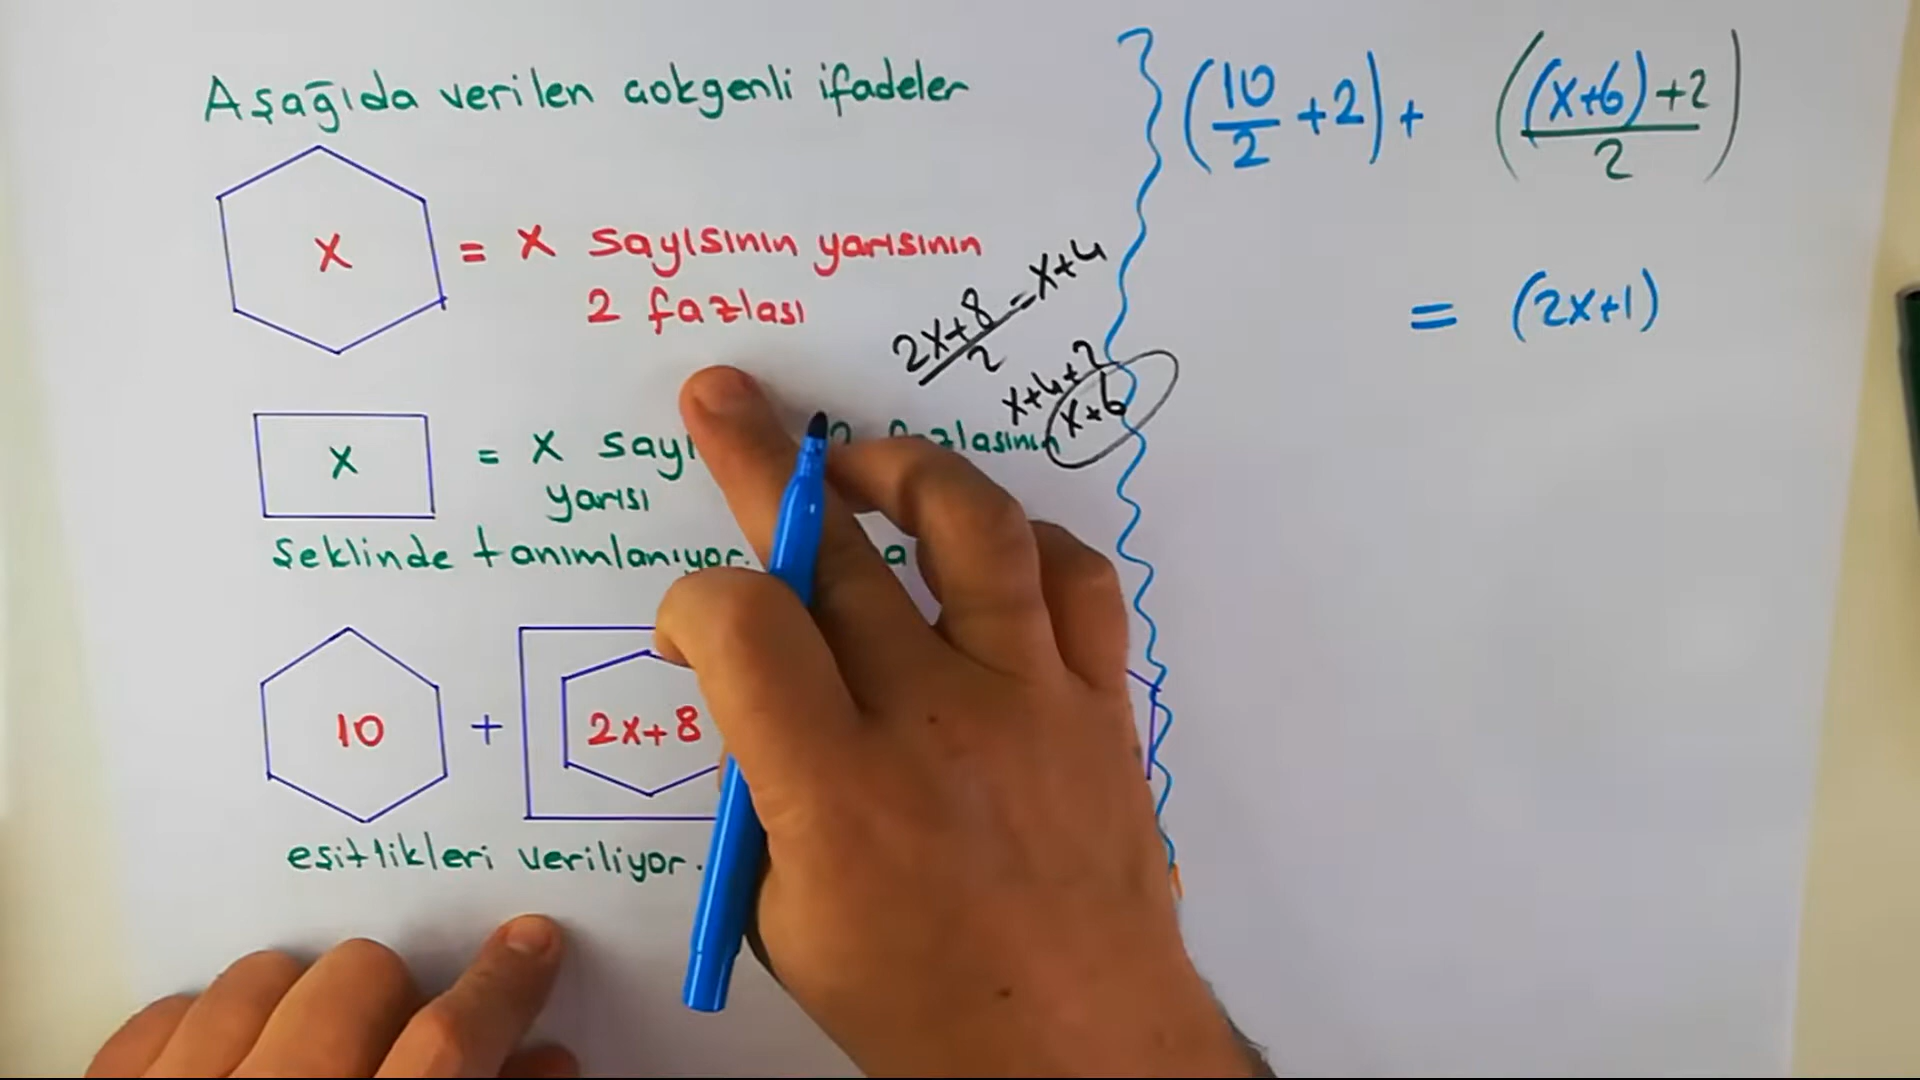 Aşağıda verilen çokgenli ifadeler
x = x sayısının yarısının
2 fazlası
x = x fazlasının
yarısı
şeklinde tanımlanıyor.
10 + 2x+8
eşitlikleri veriliyor.
2x+8/2 = x+4
x+4+2
x+6
(10/2 +2) + ((x+6)+2/2)
= (2x+1)